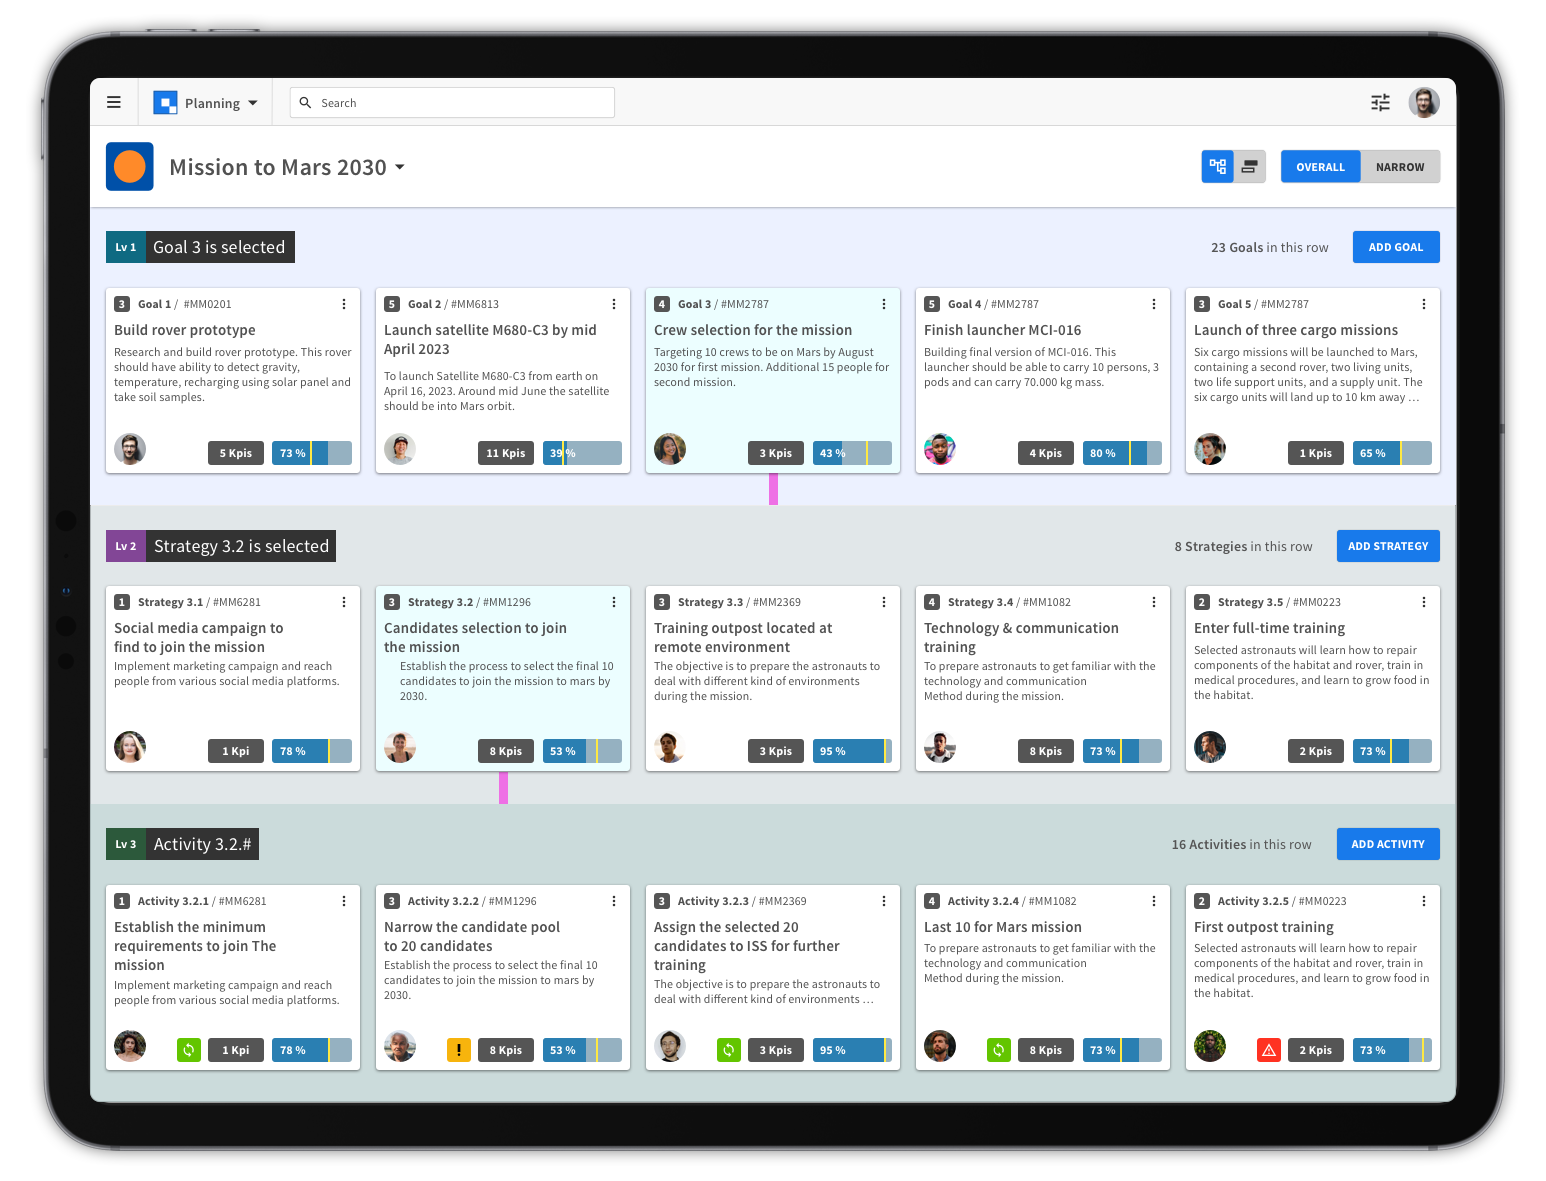 Planning
Search
Mission to Mars 2030
OVERALL
NARROW
Lv 1
Goal 3 is selected
23 Goals in this row
ADD GOAL
3 Goal 1 / #MM0201
Build rover prototype
Research and build rover prototype. This rover
should have ability to detect gravity,
temperature, recharging using solar panel and
take soil samples.
5 Kpis
73 %
5 Goal 2 / #MM6813
Launch satellite M680-C3 by mid
April 2023
To launch Satellite M680-C3 from earth on
April 16, 2023. Around mid June the satellite
should be into Mars orbit.
11 Kpis
39 %
4 Goal 3 / #MM2787
Crew selection for the mission
Targeting 10 crews to be on Mars by August
2030 for first mission. Additional 15 people for
second mission.
3 Kpis
43 %
5 Goal 4 / #MM2787
Finish launcher MCI-016
Building final version of MCI-016. This
launcher should be able to carry 10 persons, 3
pods and can carry 70.000 kg mass.
4 Kpis
80 %
3 Goal 5 / #MM2787
Launch of three cargo missions
Six cargo missions will be launched to Mars,
containing a second rover, two living units,
two life support units, and a supply unit. The
six cargo units will land up to 10 km away ...
1 Kpis
65 %
Lv 2
Strategy 3.2 is selected
8 Strategies in this row
ADD STRATEGY
1 Strategy 3.1 / #MM6281
Social media campaign to
find to join the mission
Implement marketing campaign and reach
people from various social media platforms.
1 Kpi
78 %
3 Strategy 3.2 / #MM1296
Candidates selection to join
the mission
Establish the process to select the final 10
candidates to join the mission to mars by
2030.
8 Kpis
53 %
3 Strategy 3.3 / #MM2369
Training outpost located at
remote environment
The objective is to prepare the astronauts to
deal with different kind of environments
during the mission.
3 Kpis
95 %
4 Strategy 3.4 / #MM1082
Technology & communication
training
To prepare astronauts to get familiar with the
technology and communication
Method during the mission.
8 Kpis
73 %
2 Strategy 3.5 / #MM0223
Enter full-time training
Selected astronauts will learn how to repair
components of the habitat and rover, train in
medical procedures, and learn to grow food in
the habitat.
2 Kpis
73 %
Lv 3
Activity 3.2.#
16 Activities in this row
ADD ACTIVITY
1 Activity 3.2.1 / #MM6281
Establish the minimum
requirements to join The
mission
Implement marketing campaign and reach
people from various social media platforms.
1 Kpi
78 %
3 Activity 3.2.2 / #MM1296
Narrow the candidate pool
to 20 candidates
Establish the process to select the final 10
candidates to join the mission to mars by
2030.
8 Kpis
53 %
3 Activity 3.2.3 / #MM2369
Assign the selected 20
candidates to ISS for further
training
The objective is to prepare the astronauts to
deal with different kind of environments ...
3 Kpis
95 %
4 Activity 3.2.4 / #MM1082
Last 10 for Mars mission
To prepare astronauts to get familiar with the
technology and communication
Method during the mission.
8 Kpis
73 %
2 Activity 3.2.5 / #MM0223
First outpost training
Selected astronauts will learn how to repair
components of the habitat and rover, train in
medical procedures, and learn to grow food in
the habitat.
2 Kpis
73 %